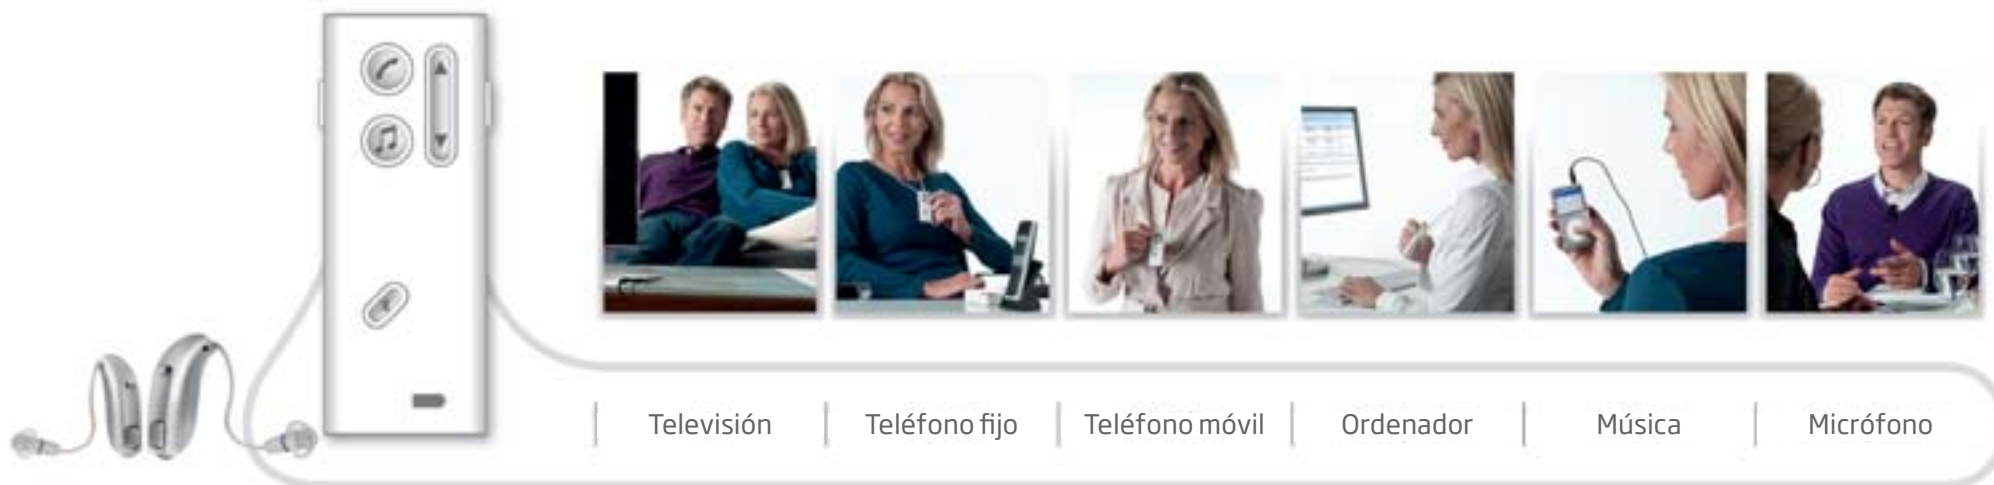 Televisión
Teléfono fijo
Teléfono móvil
Ordenador
Música
Micrófono